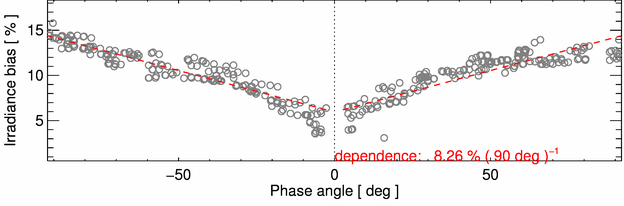 Irradiance bias [ % ]
15
10
5
dependence: 8.26 % ( 90 deg )⁻¹
−50
0
50
Phase angle [ deg ]